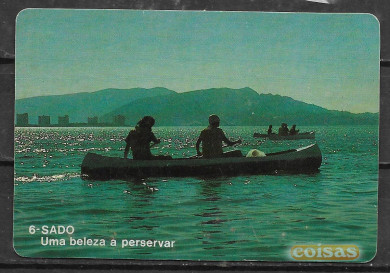 6-SADO
Uma beleza a perservar
coisas